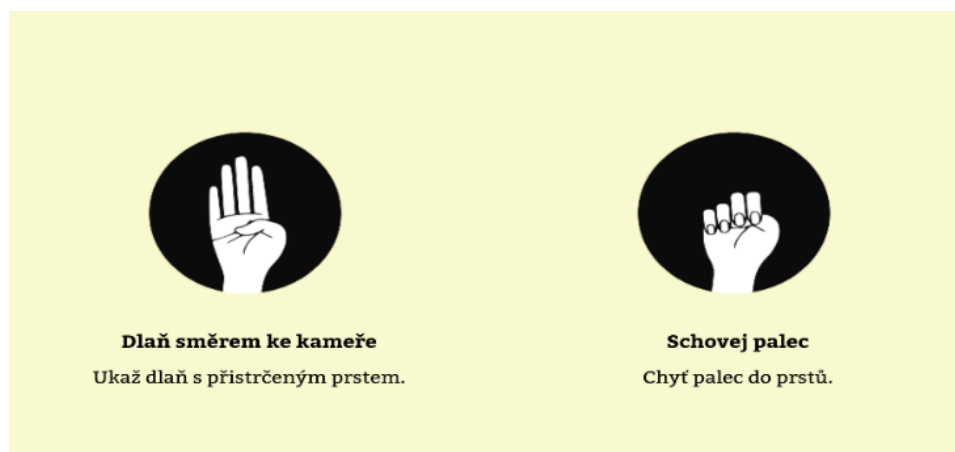 Dlaň směrem ke kameře
Ukaž dlaň s přistrčeným prstem.
Schovej palec
Chyť palec do prstů.